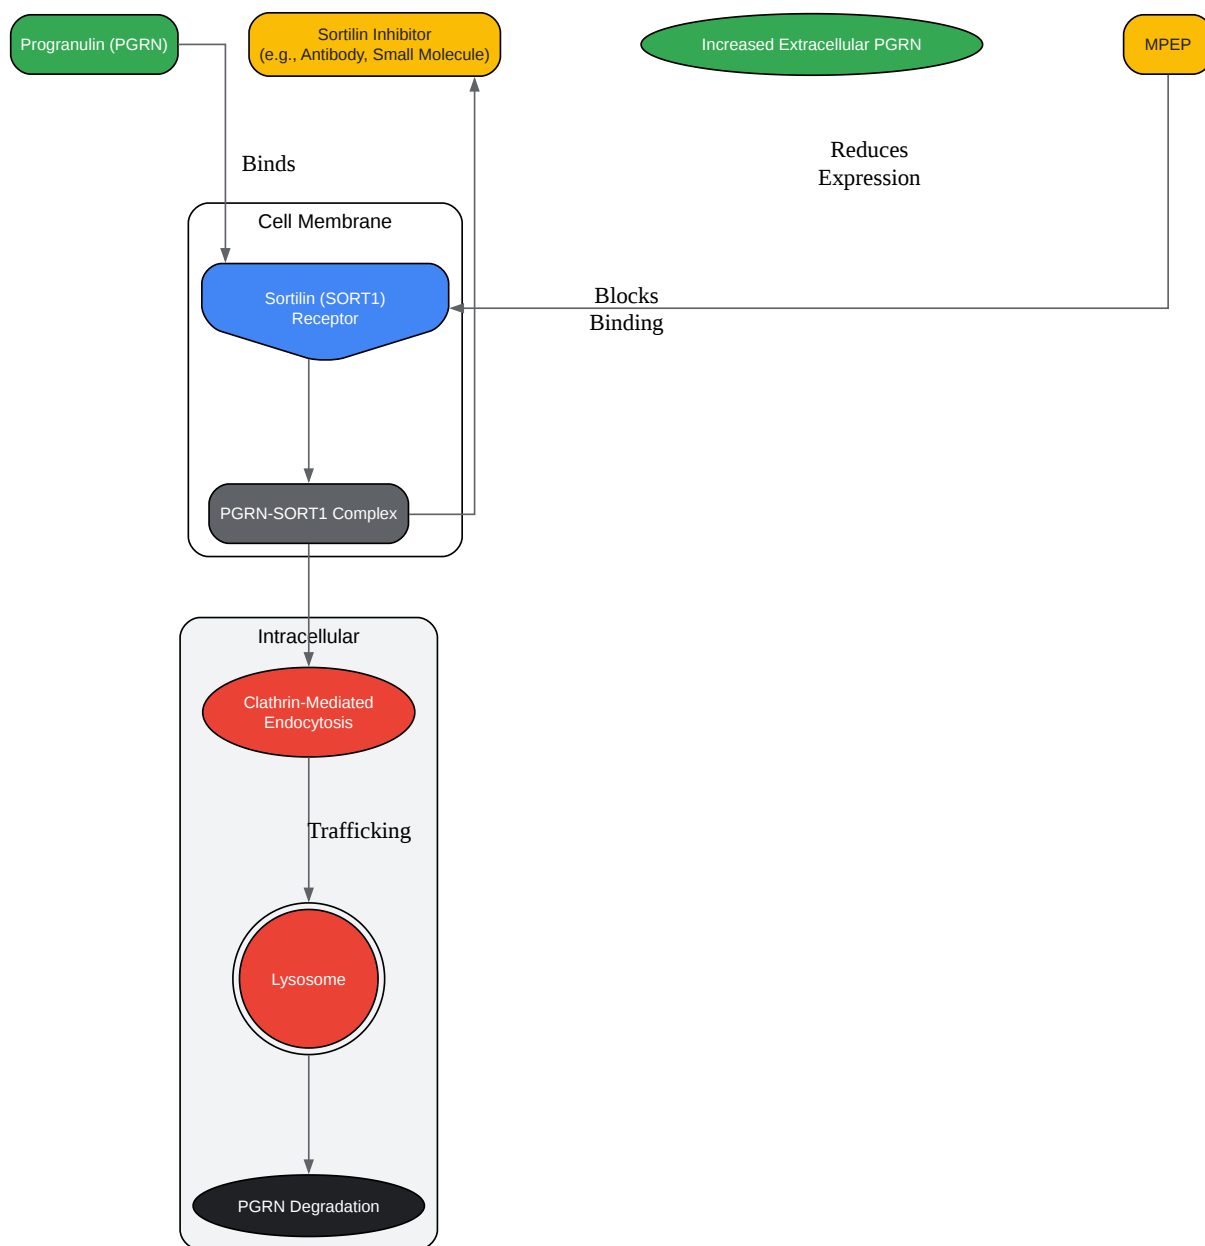 Progranulin (PGRN)
Sortilin Inhibitor
(e.g., Antibody, Small Molecule)
Increased Extracellular PGRN
MPEP
Binds
Reduces
Expression
Cell Membrane
Sortilin (SORT1)
Receptor
Blocks
Binding
PGRN-SORT1 Complex
Intracellular
Clathrin-Mediated
Endocytosis
Trafficking
Lysosome
PGRN Degradation